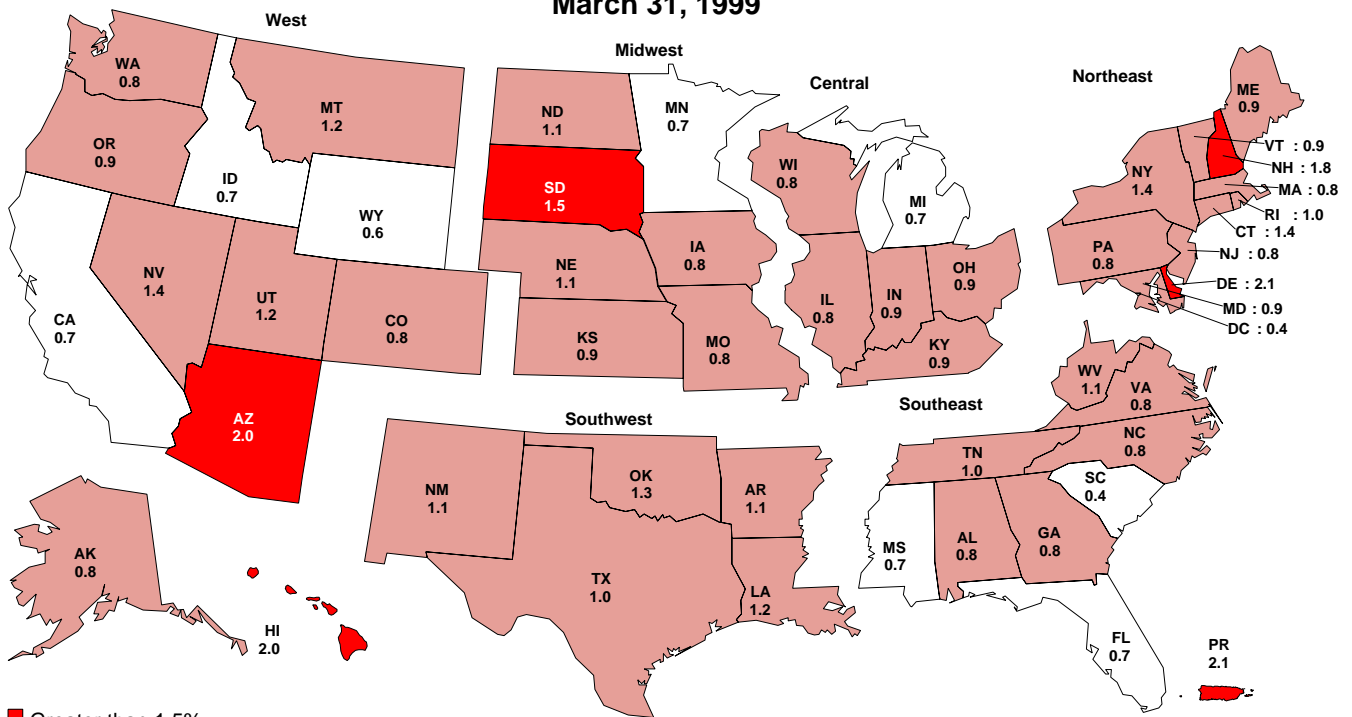 March 31, 1999
West
Midwest
Central
Northeast
WA
0.8
MT
1.2
OR
0.9
ID
0.7
WY
0.6
NV
1.4
UT
1.2
CO
0.8
CA
0.7
AZ
2.0
AK
0.8
HI
2.0
ND
1.1
MN
0.7
SD
1.5
NE
1.1
IA
0.8
KS
0.9
MO
0.8
WI
0.8
MI
0.7
IL
0.8
IN
0.9
OH
0.9
KY
0.9
ME
0.9
NY
1.4
PA
0.8
VT : 0.9
NH : 1.8
MA : 0.8
RI : 1.0
CT : 1.4
NJ : 0.8
DE : 2.1
MD : 0.9
DC : 0.4
Southwest
NM
1.1
OK
1.3
AR
1.1
TX
1.0
LA
1.2
Southeast
WV
1.1
VA
0.8
TN
1.0
NC
0.8
SC
0.4
MS
0.7
AL
0.8
GA
0.8
FL
0.7
PR
2.1
Greater than 1.5%